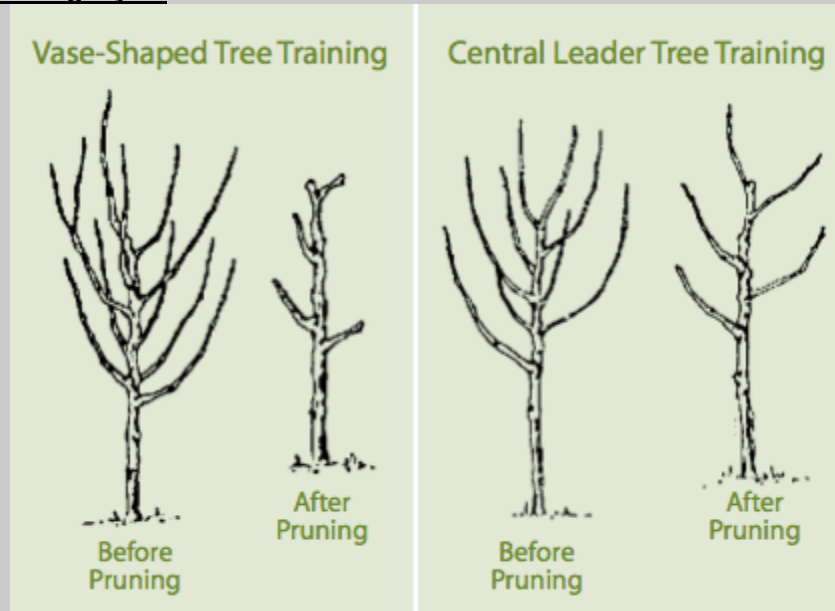 Vase-Shaped Tree Training
Before
Pruning
After
Pruning
Central Leader Tree Training
Before
Pruning
After
Pruning